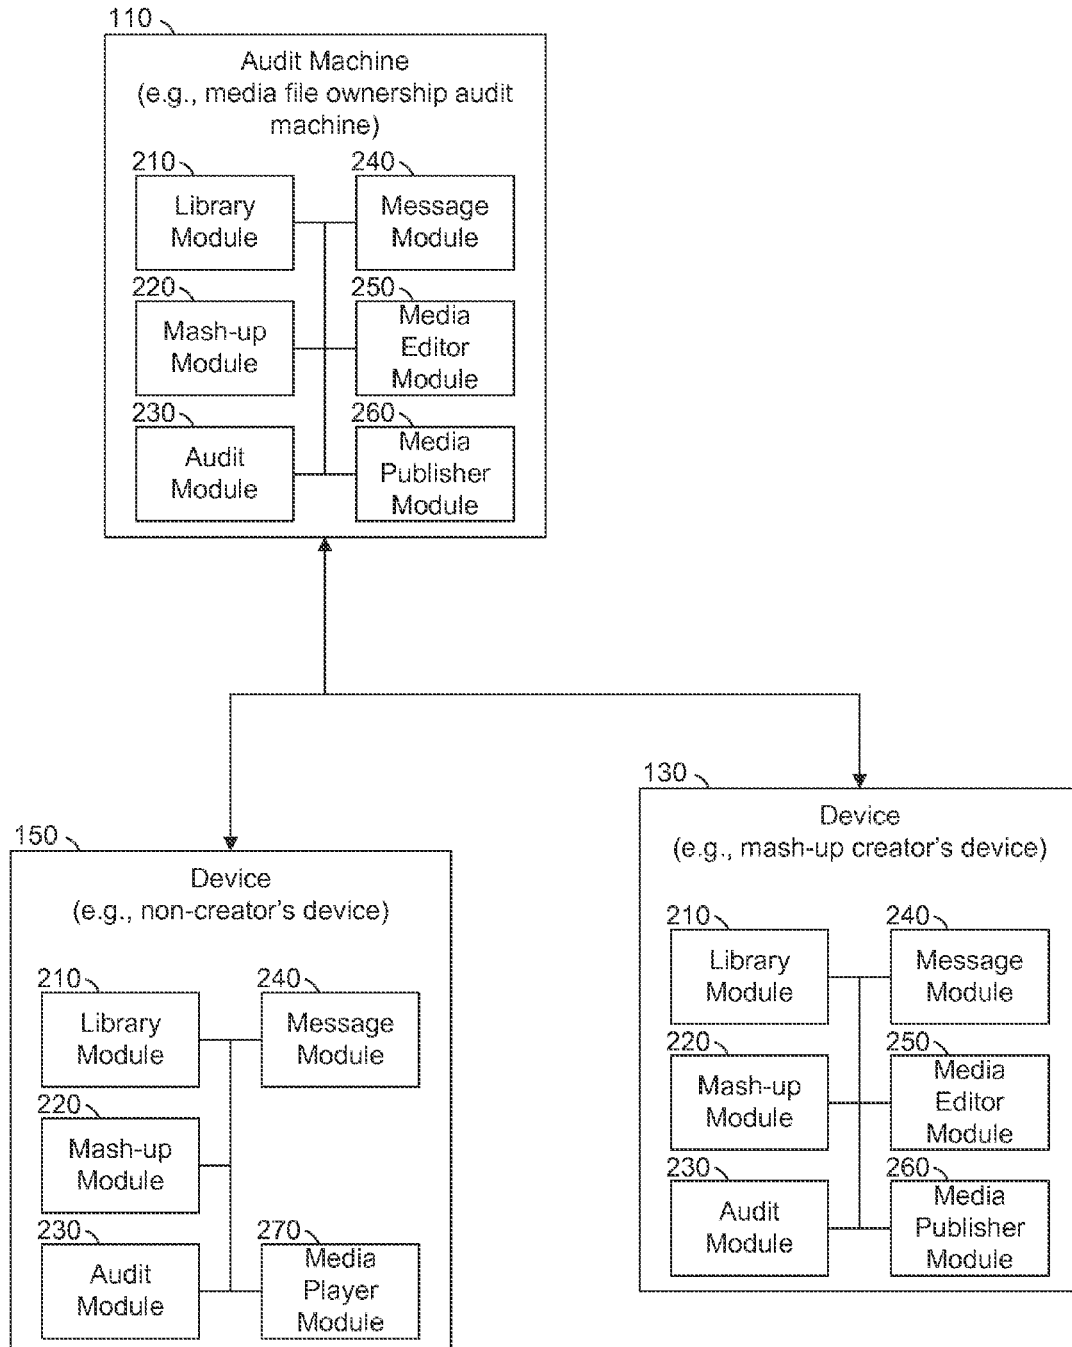 110
Audit Machine
(e.g., media file ownership audit
machine)
210
Library
Module
240
Message
Module
220
Mash-up
Module
250
Media
Editor
Module
230
Audit
Module
260
Media
Publisher
Module
150
Device
(e.g., non-creator's device)
210
Library
Module
240
Message
Module
220
Mash-up
Module
230
Audit
Module
270
Media
Player
Module
130
Device
(e.g., mash-up creator's device)
210
Library
Module
240
Message
Module
220
Mash-up
Module
250
Media
Editor
Module
230
Audit
Module
260
Media
Publisher
Module